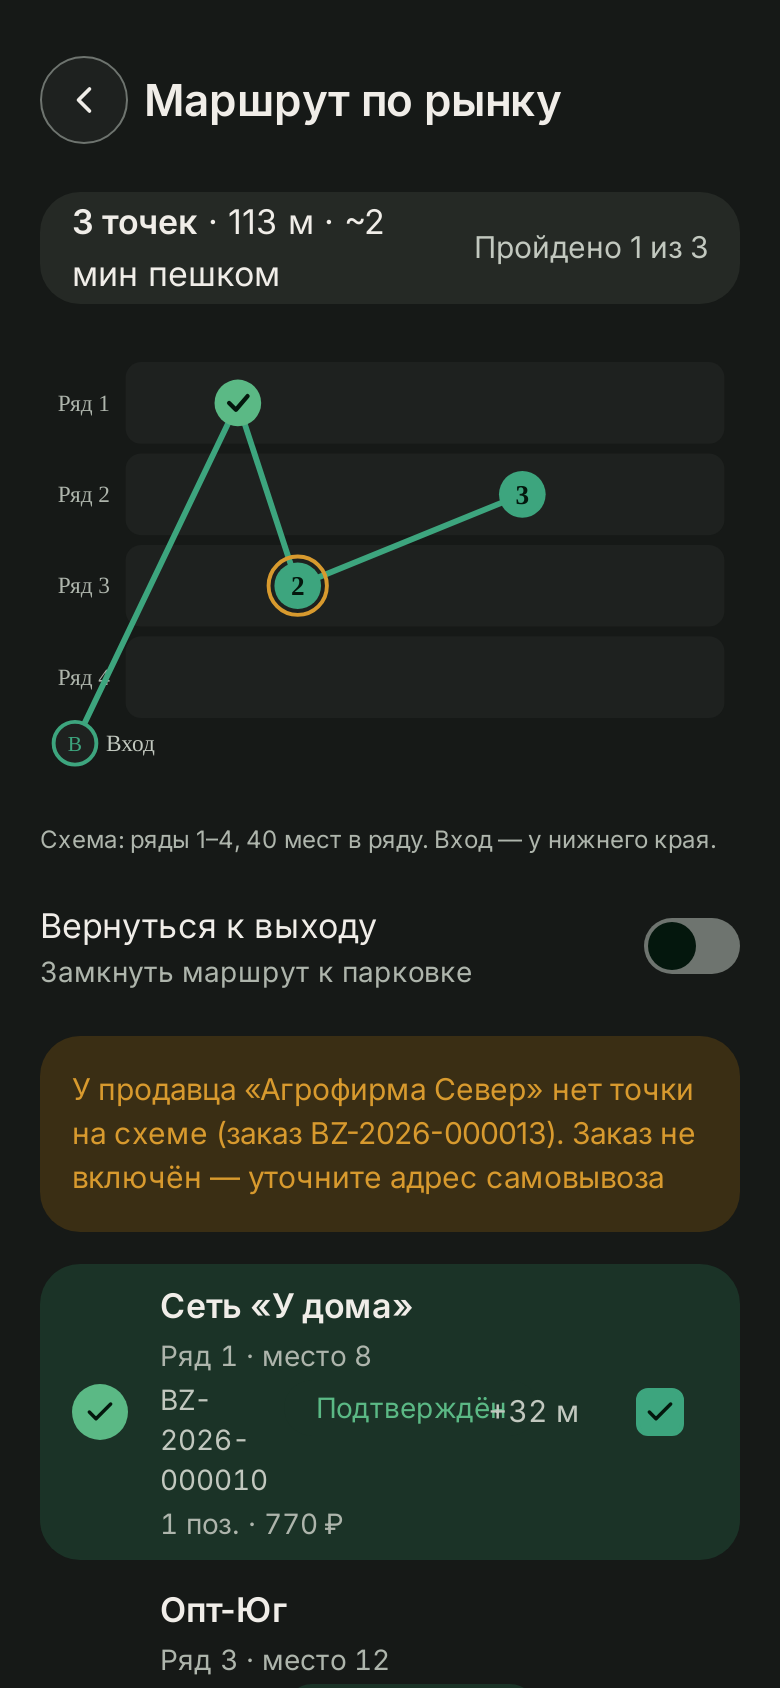 Маршрут по рынку
3 точек · 113 м · ~2
мин пешком
Пройдено 1 из 3
Ряд 1
Ряд 2
3
Ряд 3
2
Ряд 4
В
Вход
Схема: ряды 1–4, 40 мест в ряду. Вход — у нижнего края.
Вернуться к выходу
Замкнуть маршрут к парковке
У продавца «Агрофирма Север» нет точки
на схеме (заказ BZ-2026-000013). Заказ не
включён — уточните адрес самовывоза
Сеть «У дома»
Ряд 1 · место 8
BZ-
2026-
000010
Подтверждён
+32 м
1 поз. · 770 ₽
Опт-Юг
Ряд 3 · место 12